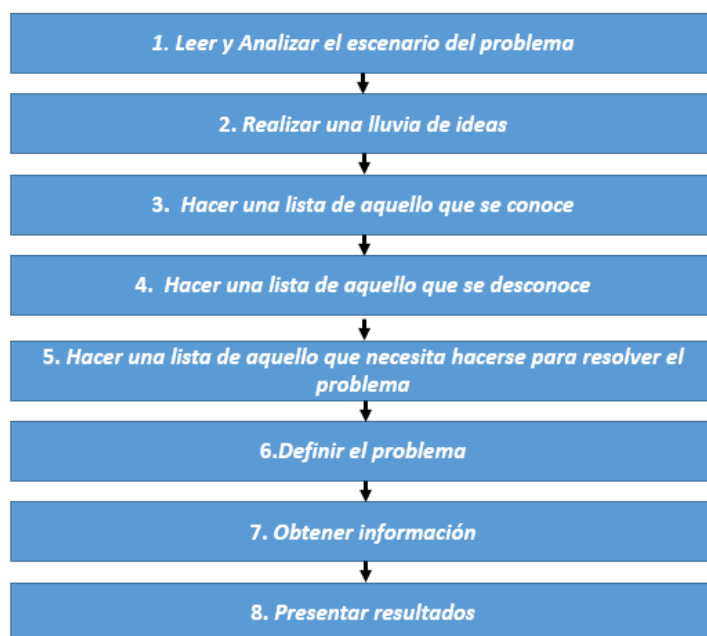 1. Leer y Analizar el escenario del problema
2. Realizar una lluvia de ideas
3. Hacer una lista de aquello que se conoce
4. Hacer una lista de aquello que se desconoce
5. Hacer una lista de aquello que necesita hacerse para resolver el
problema
6.Definir el problema
7. Obtener información
8. Presentar resultados